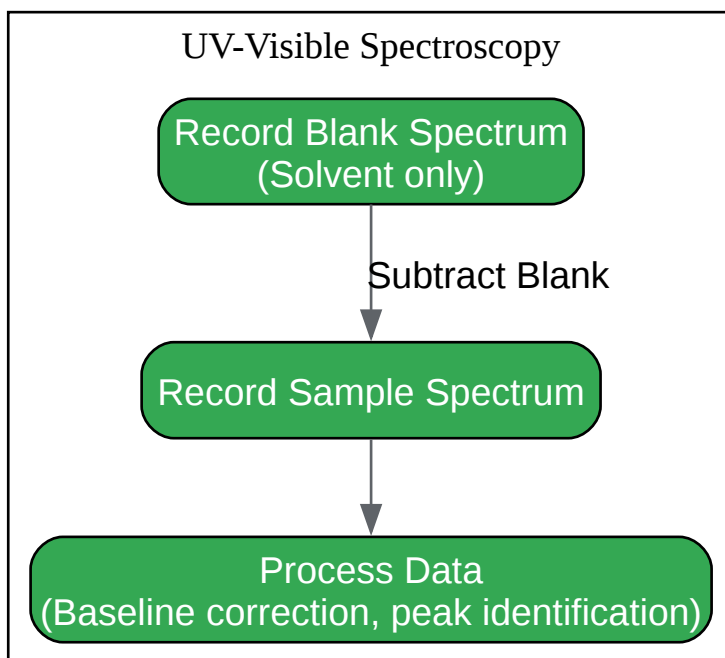 UV-Visible Spectroscopy
Record Blank Spectrum
(Solvent only)
Subtract Blank
Record Sample Spectrum
Process Data
(Baseline correction, peak identification)